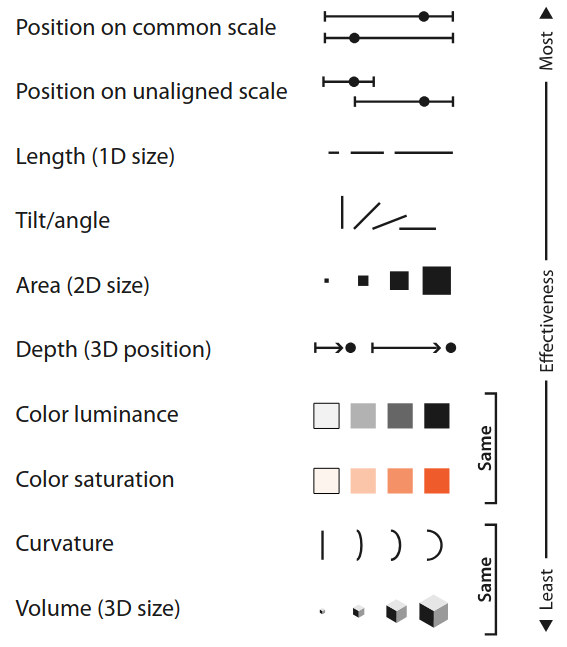 Position on common scale
Position on unaligned scale
Length (1D size)
Tilt/angle
Area (2D size)
Depth (3D position)
Color luminance
Color saturation
Same
Curvature
Volume (3D size)
Same
Most
Effectiveness
Least